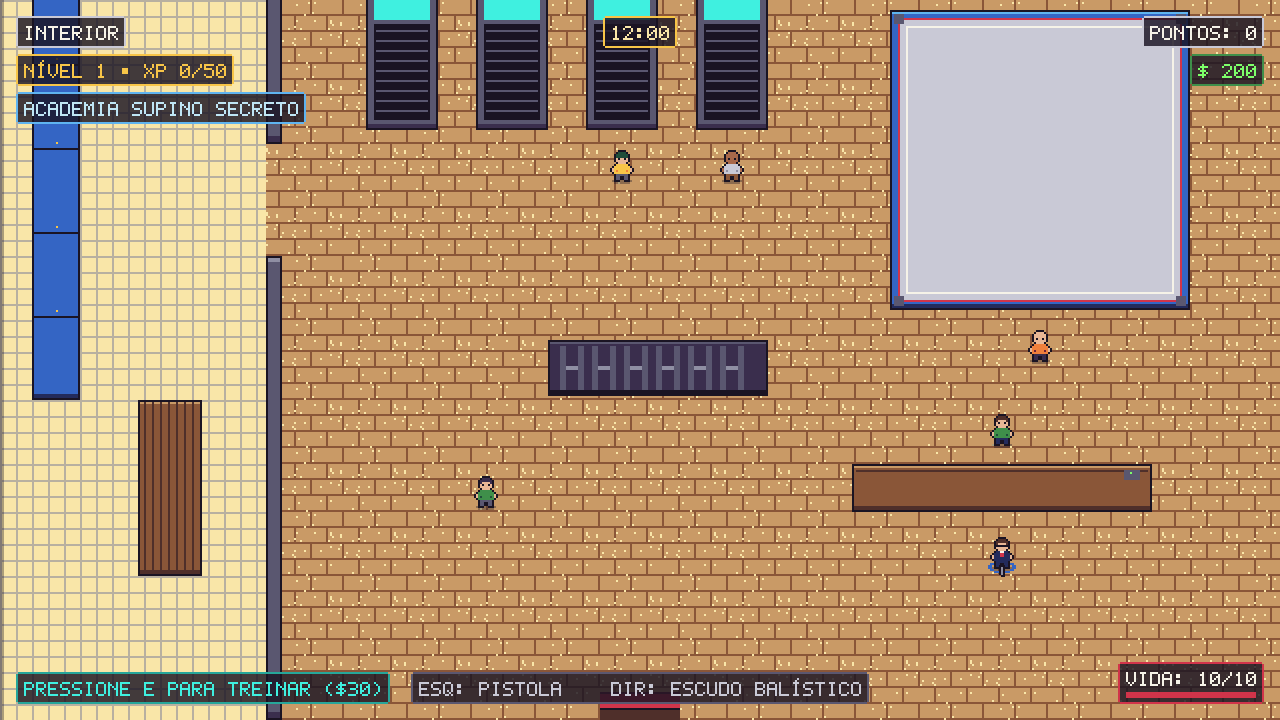 INTERIOR
12:00
PONTOS: 0
NÍVEL 1 ▪ XP 0/50
$ 200
ACADEMIA SUPINO SECRETO
PRESSIONE E PARA TREINAR ($30)
ESQ: PISTOLA DIR: ESCUDO BALÍSTICO
VIDA: 10/10